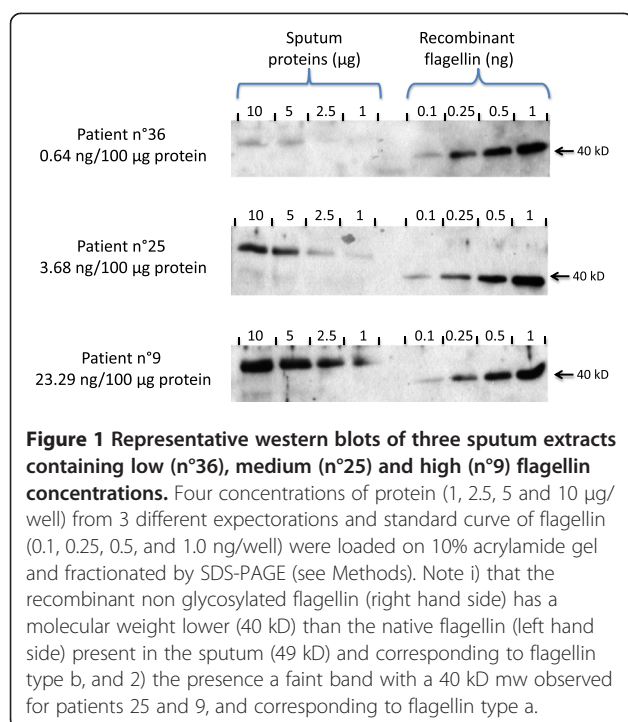 Sputum proteins (µg)
Recombinant flagellin (ng)
10 5 2.5 1 0.1 0.25 0.5 1
Patient n°36
0.64 ng/100 µg protein
40 kD
10 5 2.5 1 0.1 0.25 0.5 1
Patient n°25
3.68 ng/100 µg protein
40 kD
10 5 2.5 1 0.1 0.25 0.5 1
Patient n°9
23.29 ng/100 µg protein
40 kD
Figure 1 Representative western blots of three sputum extracts
containing low (n°36), medium (n°25) and high (n°9) flagellin
concentrations. Four concentrations of protein (1, 2.5, 5 and 10 µg/
well) from 3 different expectorations and standard curve of flagellin
(0.1, 0.25, 0.5, and 1.0 ng/well) were loaded on 10% acrylamide gel
and fractionated by SDS-PAGE (see Methods). Note i) that the
recombinant non glycosylated flagellin (right hand side) has a
molecular weight lower (40 kD) than the native flagellin (left hand
side) present in the sputum (49 kD) and corresponding to flagellin
type b, and 2) the presence a faint band with a 40 kD mw observed
for patients 25 and 9, and corresponding to flagellin type a.